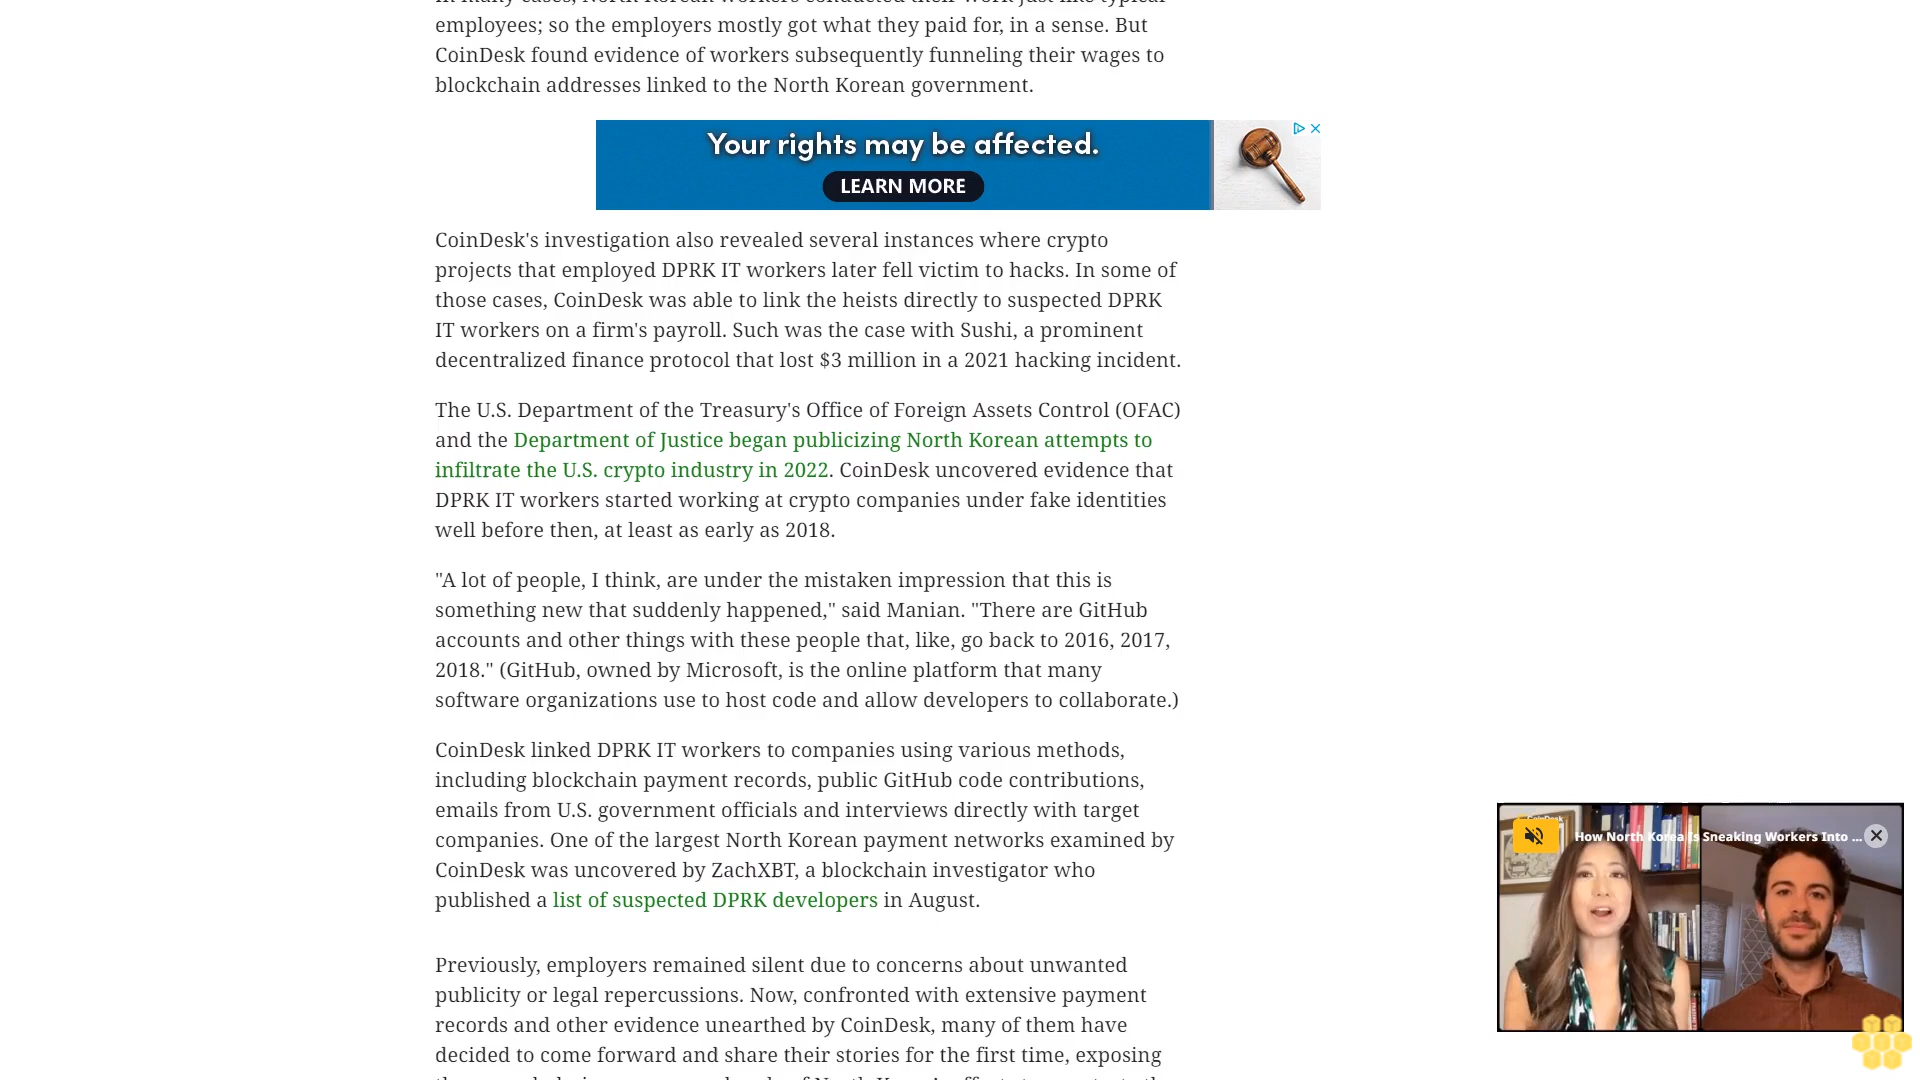 employees; so the employers mostly got what they paid for, in a sense. But
CoinDesk found evidence of workers subsequently funneling their wages to
blockchain addresses linked to the North Korean government.
Your rights may be affected.
LEARN MORE
CoinDesk's investigation also revealed several instances where crypto
projects that employed DPRK IT workers later fell victim to hacks. In some of
those cases, CoinDesk was able to link the heists directly to suspected DPRK
IT workers on a firm's payroll. Such was the case with Sushi, a prominent
decentralized finance protocol that lost $3 million in a 2021 hacking incident.
The U.S. Department of the Treasury's Office of Foreign Assets Control (OFAC)
and the Department of Justice began publicizing North Korean attempts to
infiltrate the U.S. crypto industry in 2022. CoinDesk uncovered evidence that
DPRK IT workers started working at crypto companies under fake identities
well before then, at least as early as 2018.
"A lot of people, I think, are under the mistaken impression that this is
something new that suddenly happened," said Manian. "There are GitHub
accounts and other things with these people that, like, go back to 2016, 2017,
2018." (GitHub, owned by Microsoft, is the online platform that many
software organizations use to host code and allow developers to collaborate.)
CoinDesk linked DPRK IT workers to companies using various methods,
including blockchain payment records, public GitHub code contributions,
emails from U.S. government officials and interviews directly with target
companies. One of the largest North Korean payment networks examined by
CoinDesk was uncovered by ZachXBT, a blockchain investigator who
published a list of suspected DPRK developers in August.
How North Korea Is Sneaking Workers Into ...
Previously, employers remained silent due to concerns about unwanted
publicity or legal repercussions. Now, confronted with extensive payment
records and other evidence unearthed by CoinDesk, many of them have
decided to come forward and share their stories for the first time, exposing